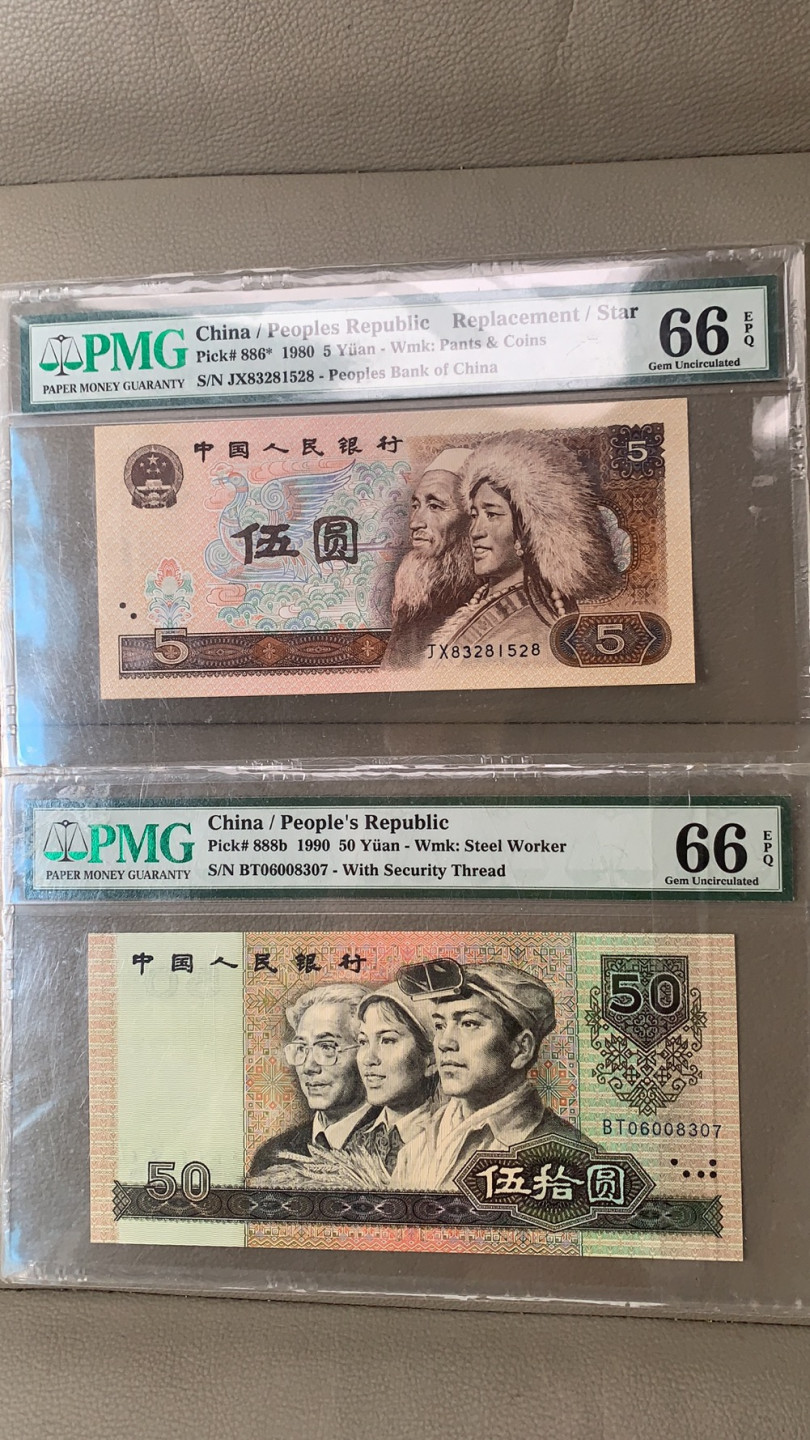 PMG
PAPER MONEY GUARANTY
China / Peoples Republic Replacement / Star
Pick# 886* 1980 5 Yüan - Wmk: Pants & Coins
S/N JX83281528 - Peoples Bank of China
66 EPQ
Gem Uncirculated
中国人民银行
5
伍圆
5
JX83281528
5
PMG
PAPER MONEY GUARANTY
China / People's Republic
Pick# 888b 1990 50 Yüan - Wmk: Steel Worker
S/N BT06008307 - With Security Thread
66 EPQ
Gem Uncirculated
中国人民银行
50
BT06008307
50
伍拾圆